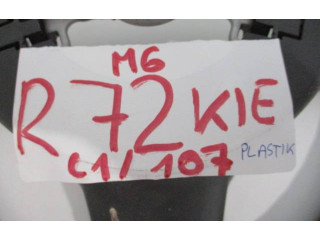 M6
R 72 KIE
C1/107 PLASTIK